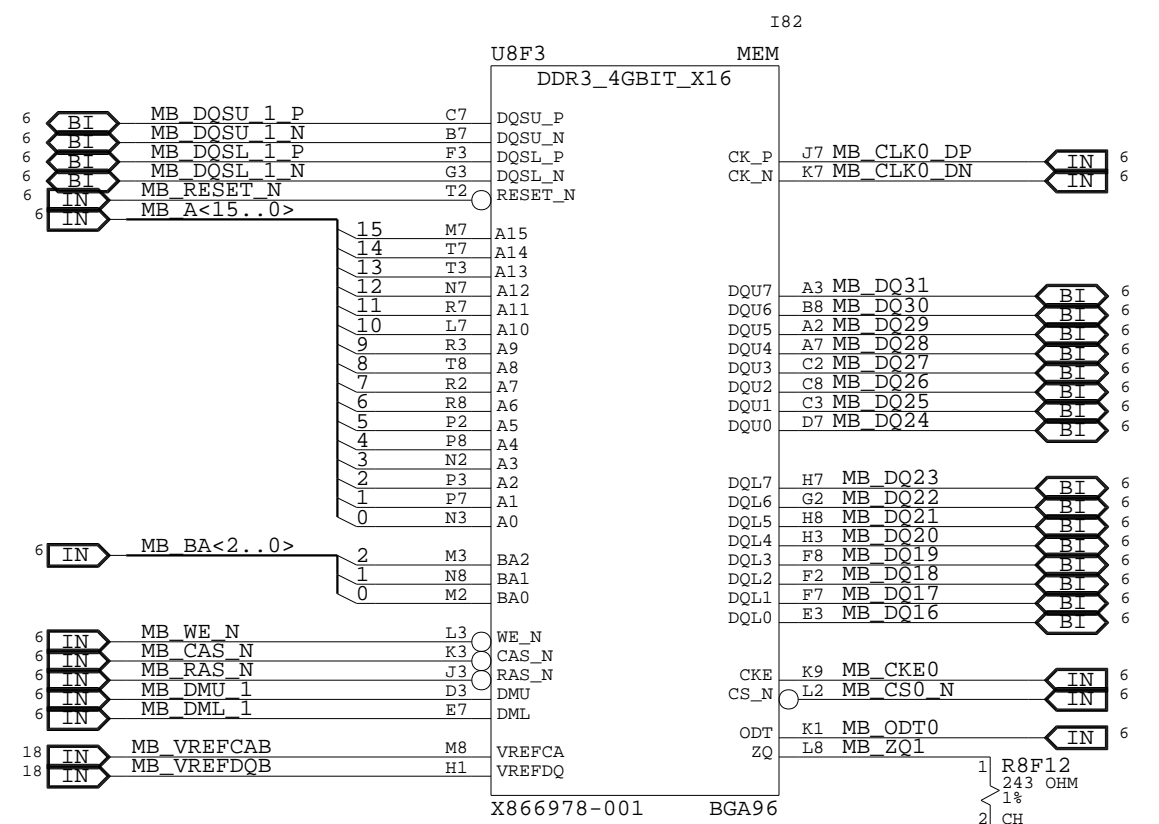 I82
U8F3 MEM
DDR3_4GBIT_X16
6 BI MB_DQSU_1_P C7 DQSU_P
6 BI MB_DQSU_1_N B7 DQSU_N
6 BI MB_DQSL_1_P F3 DQSL_P CK_P J7 MB_CLK0_DP IN 6
6 BI MB_DQSL_1_N G3 DQSL_N CK_N K7 MB_CLK0_DN IN 6
6 IN MB_RESET_N T2 RESET_N
6 IN MB_A<15..0>
15 M7 A15
14 T7 A14
13 T3 A13
12 N7 A12 DQU7 A3 MB_DQ31 BI 6
11 R7 A11 DQU6 B8 MB_DQ30 BI 6
10 L7 A10 DQU5 A2 MB_DQ29 BI 6
9 R3 A9 DQU4 A7 MB_DQ28 BI 6
8 T8 A8 DQU3 C2 MB_DQ27 BI 6
7 R2 A7 DQU2 C8 MB_DQ26 BI 6
6 R8 A6 DQU1 C3 MB_DQ25 BI 6
5 P2 A5 DQU0 D7 MB_DQ24 BI 6
4 P8 A4
3 N2 A3
2 P3 A2 DQL7 H7 MB_DQ23 BI 6
1 P7 A1 DQL6 G2 MB_DQ22 BI 6
0 N3 A0 DQL5 H8 MB_DQ21 BI 6
DQL4 H3 MB_DQ20 BI 6
6 IN MB_BA<2..0> 2 M3 BA2 DQL3 F8 MB_DQ19 BI 6
1 N8 BA1 DQL2 F2 MB_DQ18 BI 6
0 M2 BA0 DQL1 F7 MB_DQ17 BI 6
DQL0 E3 MB_DQ16 BI 6
6 IN MB_WE_N L3 WE_N
6 IN MB_CAS_N K3 CAS_N
6 IN MB_RAS_N J3 RAS_N CKE K9 MB_CKE0 IN 6
6 IN MB_DMU_1 D3 DMU CS_N L2 MB_CS0_N IN 6
6 IN MB_DML_1 E7 DML
ODT K1 MB_ODT0 IN 6
18 IN MB_VREFCAB M8 VREFCA ZQ L8 MB_ZQ1
18 IN MB_VREFDQB H1 VREFDQ 1 R8F12
243 OHM
1%
X866978-001 BGA96 2 CH